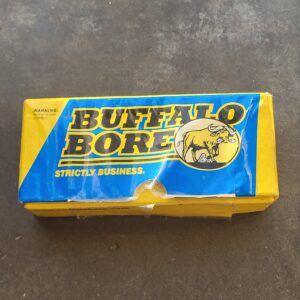 WARNING:
BUFFALO
BORE
STRICTLY BUSINESS.